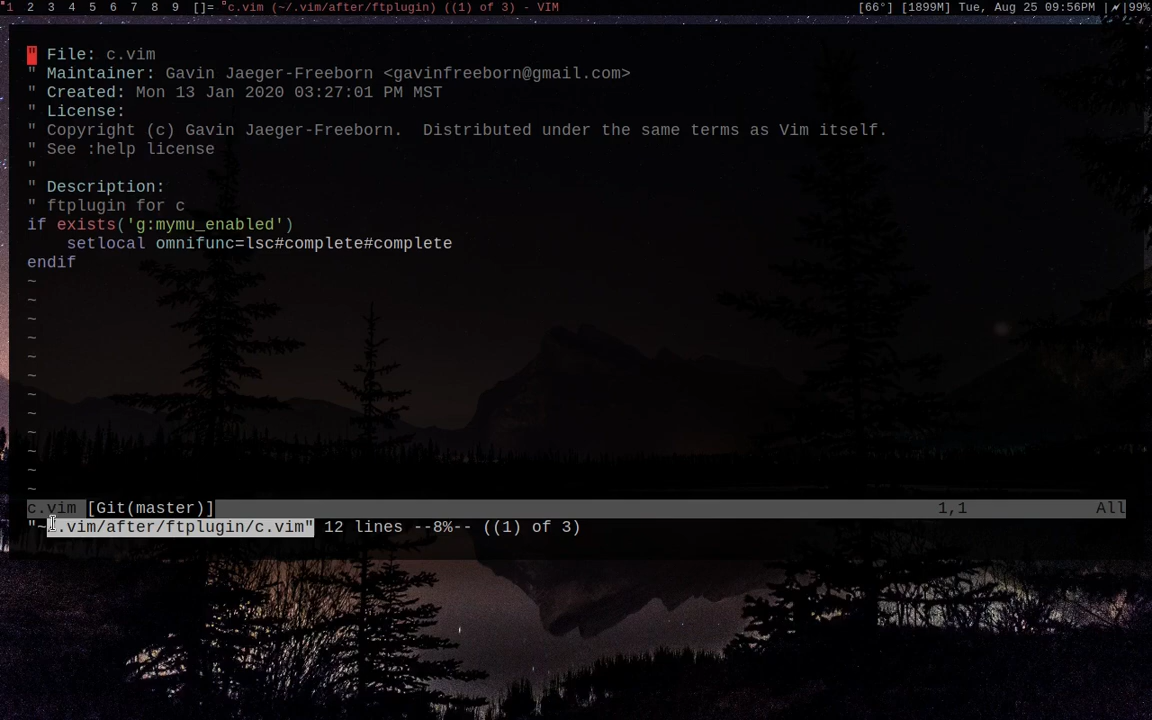 1 2 3 4 5 6 7 8 9 []= c.vim (~/.vim/after/ftplugin) ((1) of 3) - VIM [66°] [1899M] Tue, Aug 25 09:56PM |🗲|99%
" File: c.vim
" Maintainer: Gavin Jaeger-Freeborn <gavinfreeborn@gmail.com>
" Created: Mon 13 Jan 2020 03:27:01 PM MST
" License:
" Copyright (c) Gavin Jaeger-Freeborn.  Distributed under the same terms as Vim itself.
" See :help license
"
" Description:
" ftplugin for c
if exists('g:mymu_enabled')
    setlocal omnifunc=lsc#complete#complete
endif
~
~
~
~
~
~
~
~
~
~
~
~
c.vim [Git(master)] 1,1 All
"~/.vim/after/ftplugin/c.vim" 12 lines --8%-- ((1) of 3)